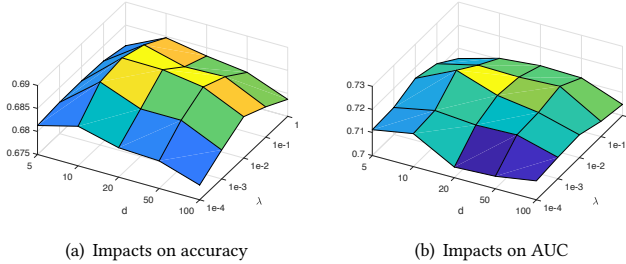 0.69
0.685
0.68
0.675
5
10
20
50
100
d
1e-4
1e-3
1e-2
1e-1
1
λ
(a) Impacts on accuracy
0.73
0.72
0.71
0.7
5
10
20
50
100
d
1e-4
1e-3
1e-2
1e-1
1
λ
(b) Impacts on AUC